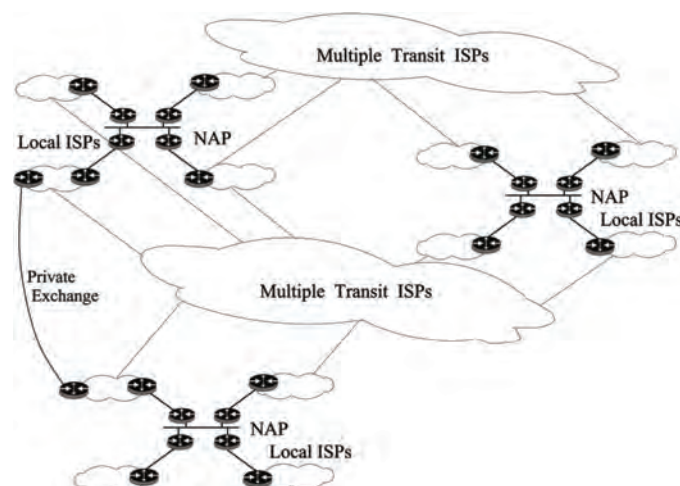 Multiple Transit ISPs
Local ISPs
NAP
NAP
Local ISPs
Private
Exchange
Multiple Transit ISPs
NAP
Local ISPs